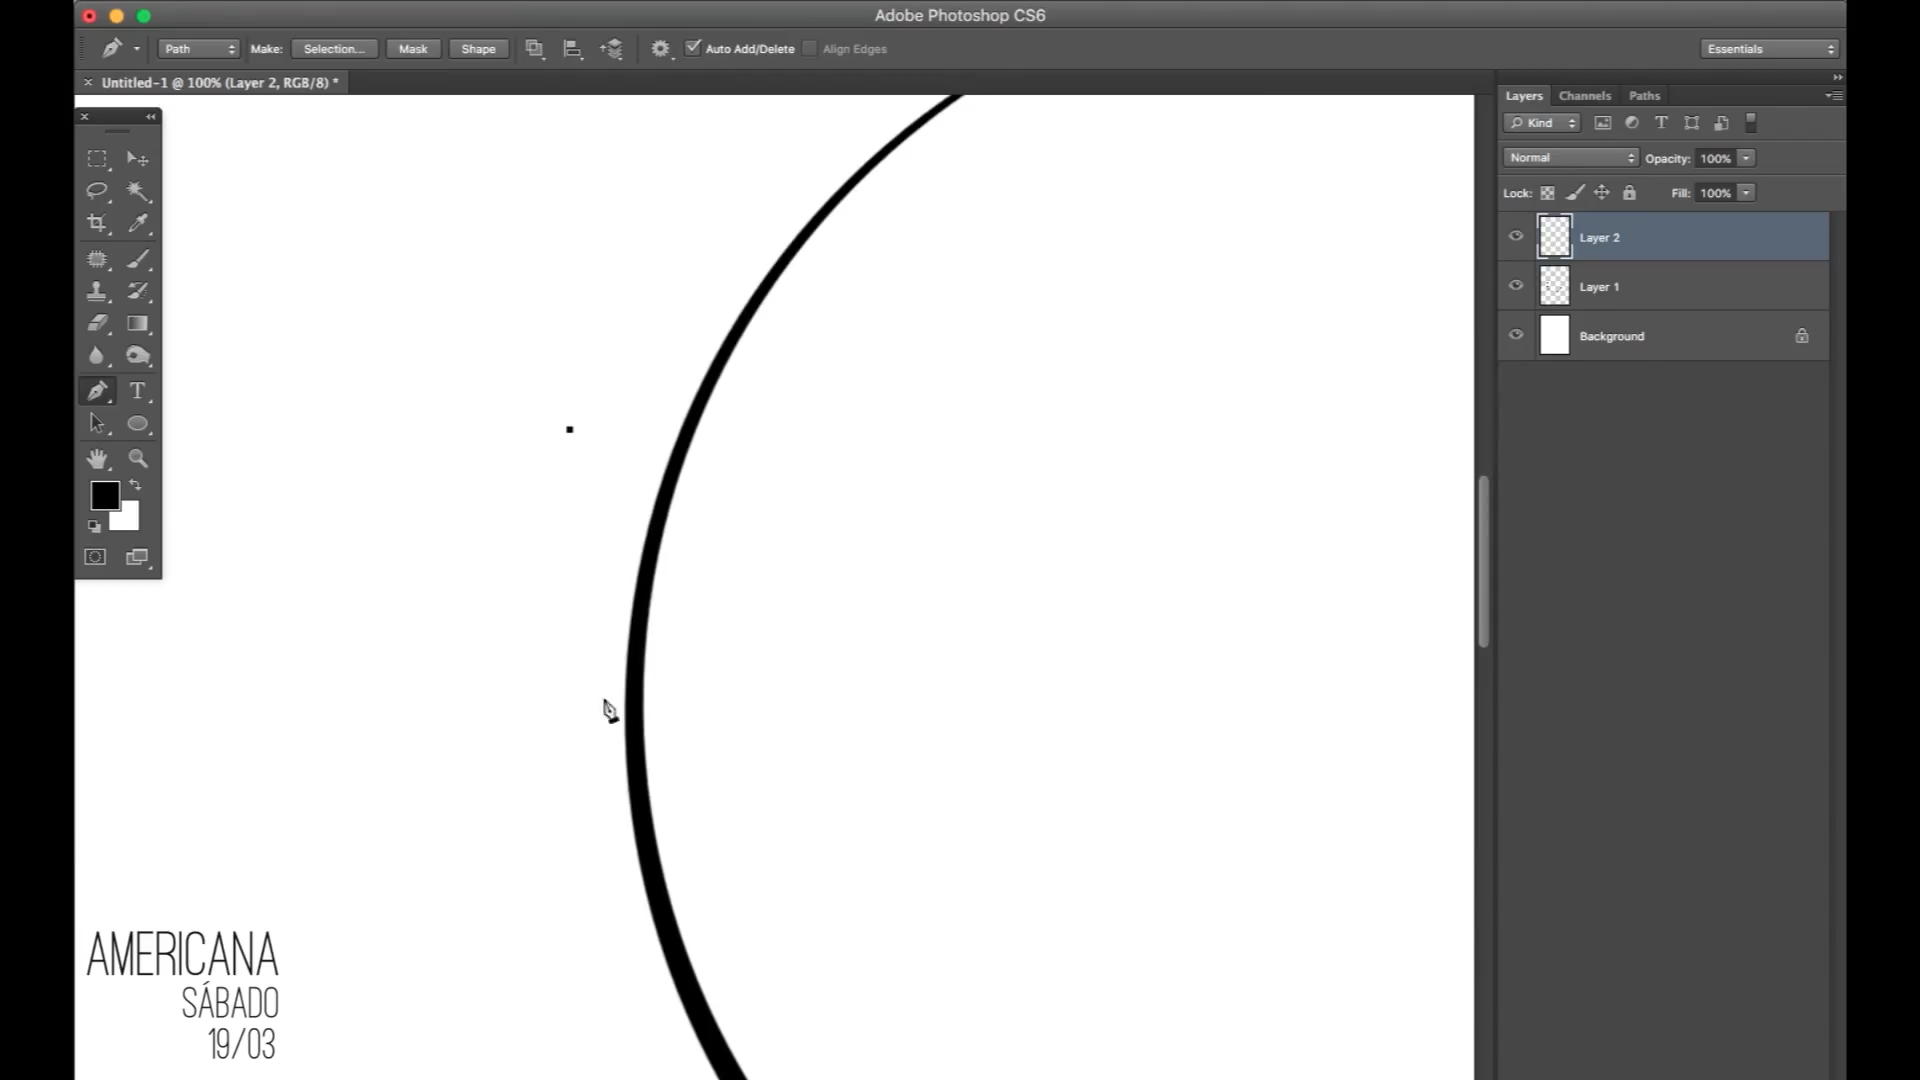 Adobe Photoshop CS6
Path Make: Selection... Mask Shape Auto Add/Delete Align Edges Essentials
Untitled-1 @ 100% (Layer 2, RGB/8) *
Layers Channels Paths
Kind
Normal Opacity: 100%
Lock: Fill: 100%
Layer 2
Layer 1
Background
AMERICANA
SÁBADO
19/03